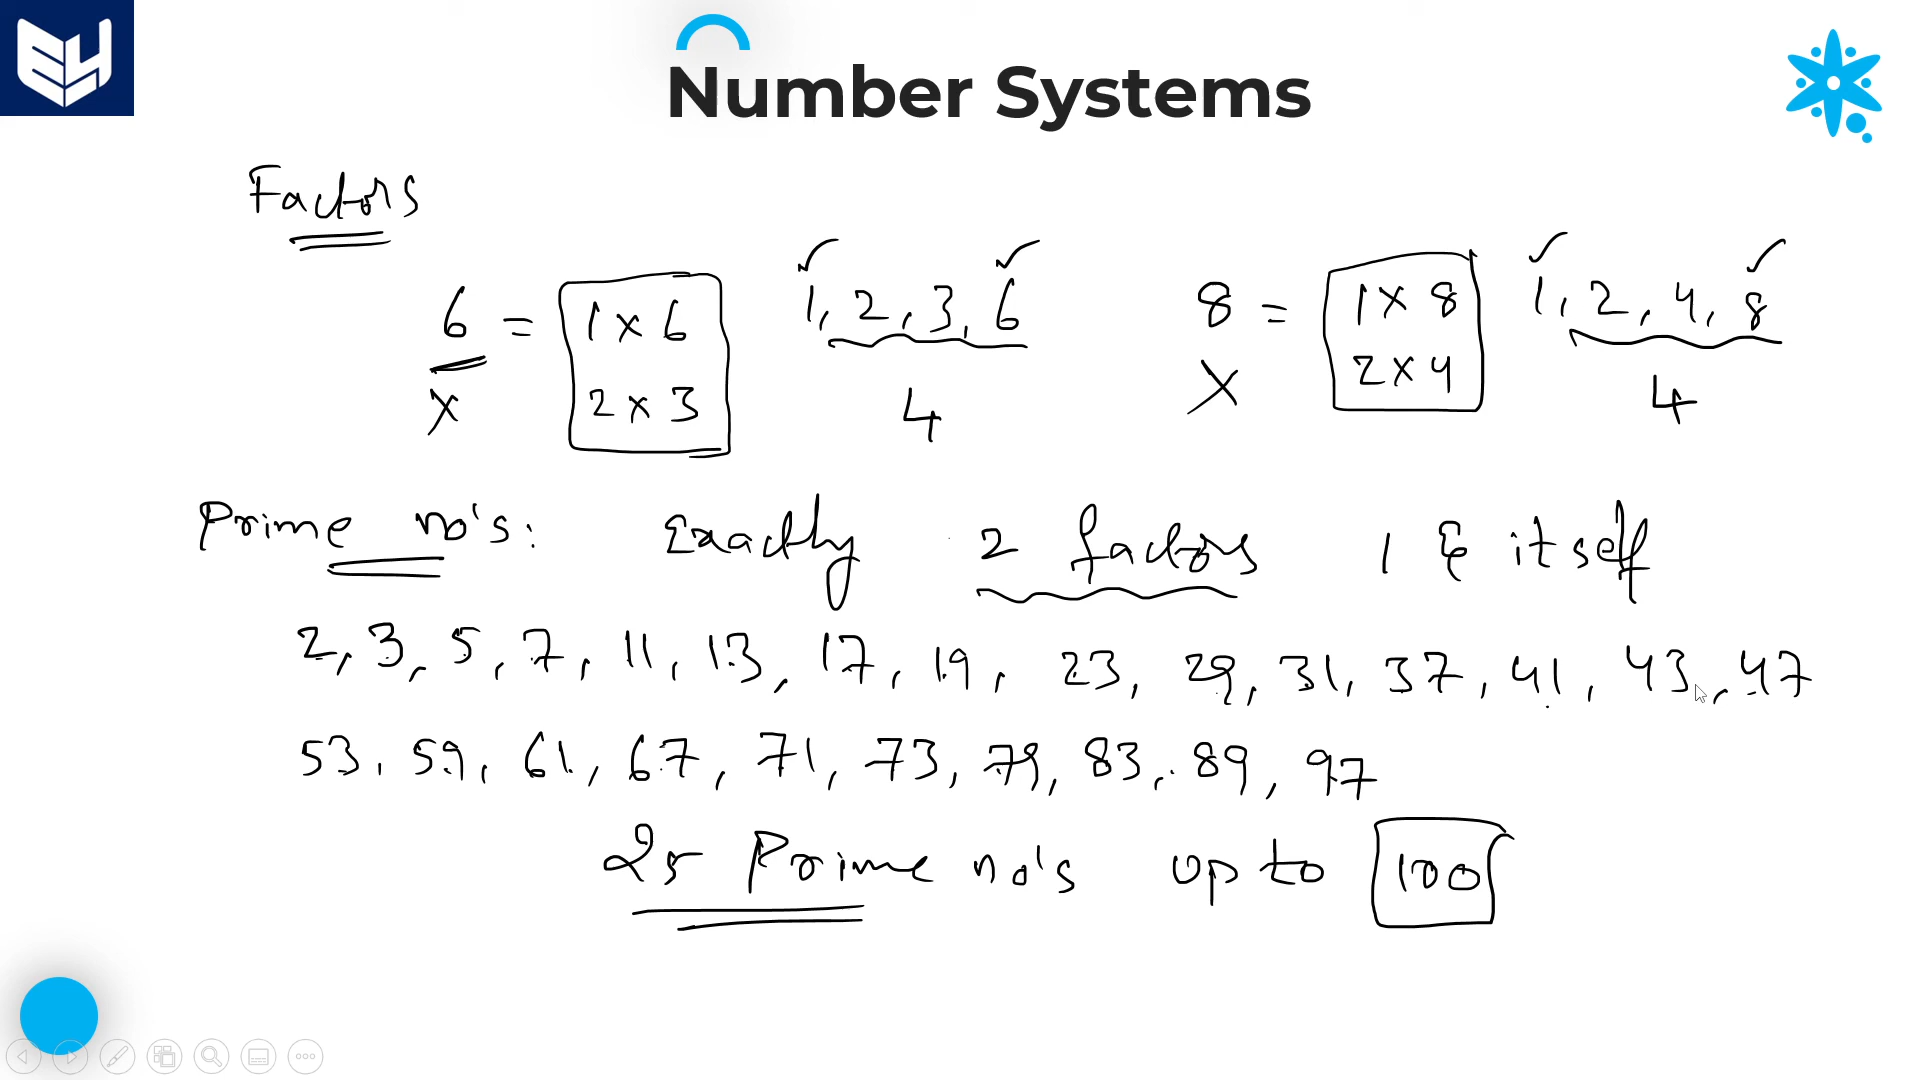 Number Systems
Factors
6 = 1 x 6 1, 2, 3, 6 8 = 1 x 8 1, 2, 4, 8
x 2 x 3 4 X 2 x 4 4
Prime no's: Exactly 2 factors 1 & itself
2, 3, 5, 7, 11, 13, 17, 19, 23, 29, 31, 37, 41, 43, 47
53, 59, 61, 67, 71, 73, 79, 83, 89, 97
25 Prime no's up to 100